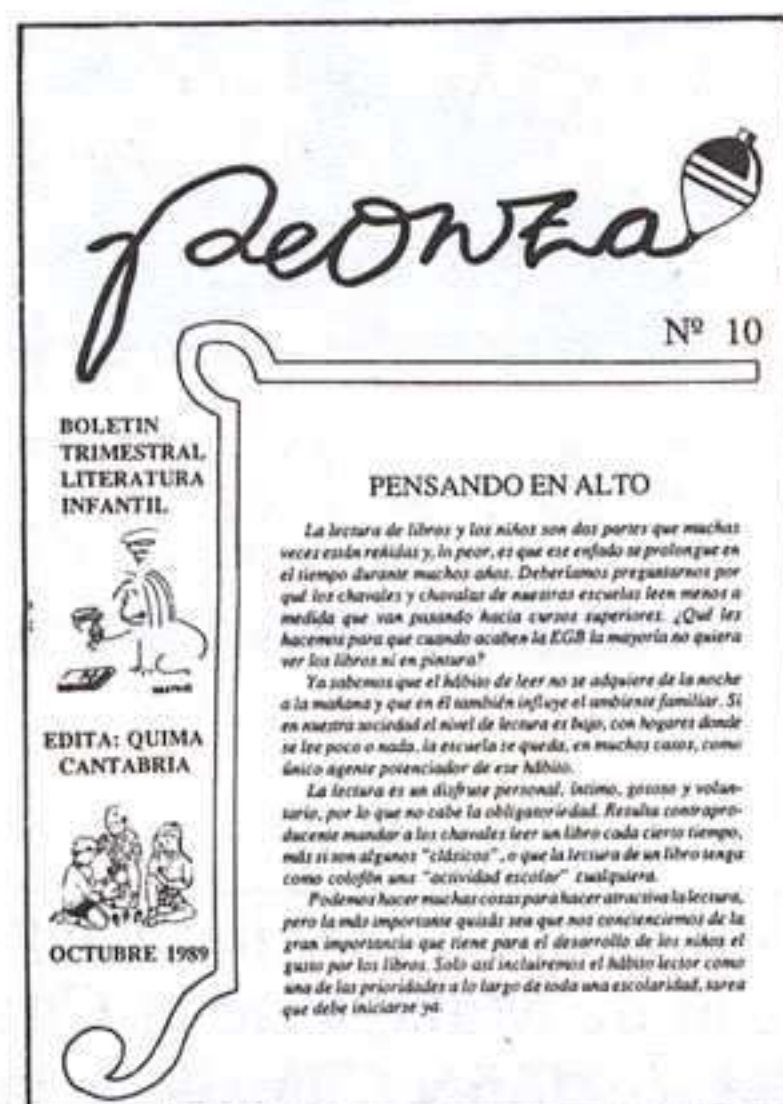 peonza
Nº 10
BOLETIN
TRIMESTRAL
LITERATURA
INFANTIL
EDITA: QUIMA
CANTABRIA
OCTUBRE 1989
PENSANDO EN ALTO
La lectura de libros y los niños son dos partes que muchas
veces están reñidas y, lo peor, es que ese enfado se prolongue en
el tiempo durante muchos años. Deberíamos preguntarnos por
qué los chavales y chavalas de nuestras escuelas leen menos a
medida que van pasando hacia cursos superiores. ¿Qué les
hacemos para que cuando acaben la EGB la mayoría no quiera
ver los libros ni en pintura?
Ya sabemos que el hábito de leer no se adquiere de la noche
a la mañana y que en él también influye el ambiente familiar. Si
en nuestra sociedad el nivel de lectura es bajo, con hogares donde
se lee poco o nada, la escuela se queda, en muchos casos, como
único agente potenciador de ese hábito.
La lectura es un disfrute personal, íntimo, gozoso y volun-
tario, por lo que no cabe la obligatoriedad. Resulta contrapro-
ducente mandar a los chavales leer un libro cada cierto tiempo,
más si son algunos "clásicos", o que la lectura de un libro tenga
como colofón una "actividad escolar" cualquiera.
Podemos hacer muchas cosas para hacer atractiva la lectura,
pero la más importante quizás sea que nos concienciemos de la
gran importancia que tiene para el desarrollo de los niños el
gusto por los libros. Solo así incluiremos el hábito lector como
una de las prioridades a lo largo de toda una escolaridad, tarea
que debe iniciarse ya.